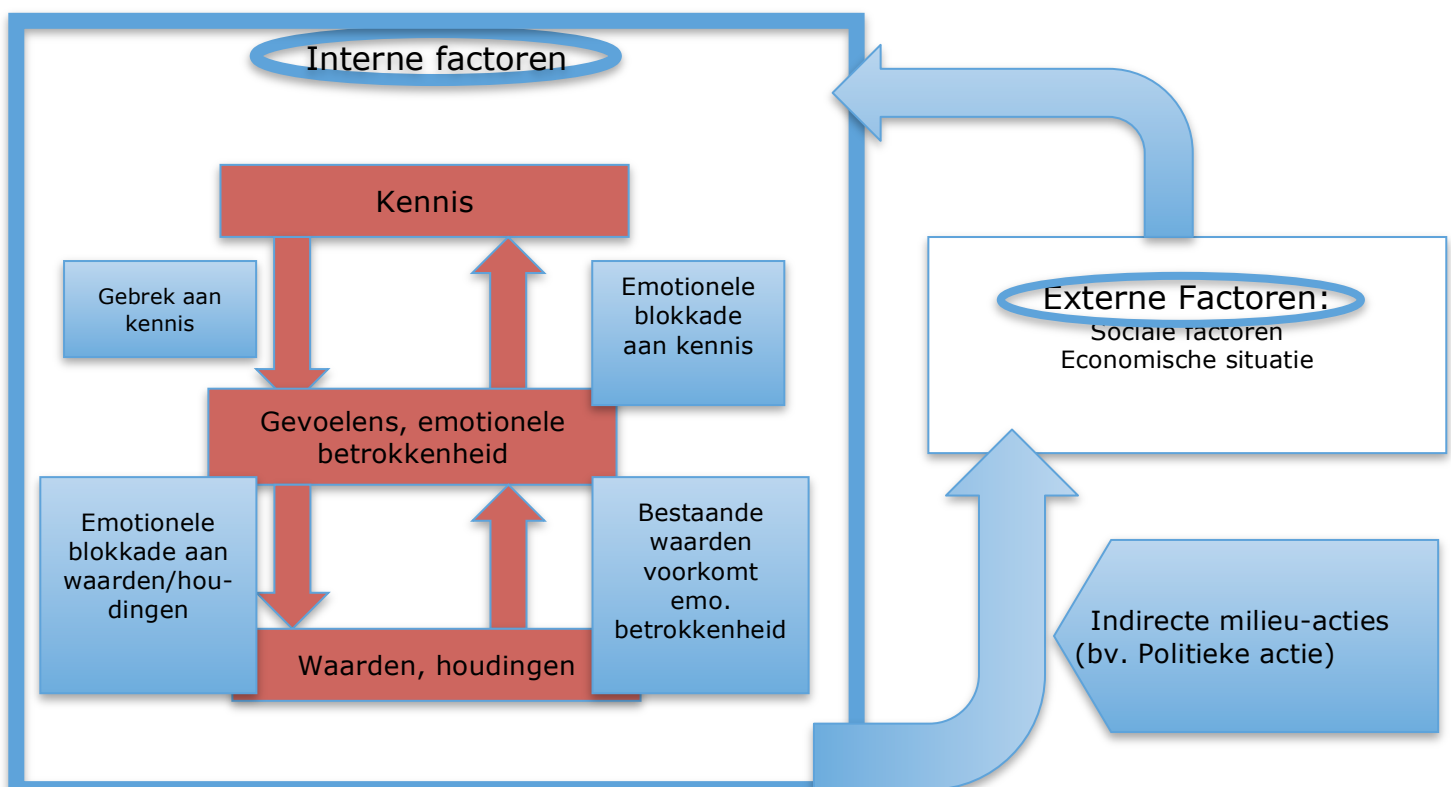 Interne factoren
Kennis
Gebrek aan
kennis
Emotionele
blokkade
aan kennis
Gevoelens, emotionele
betrokkenheid
Emotionele
blokkade aan
waarden/hou-
dingen
Bestaande
waarden
voorkomt
emo.
betrokkenheid
Waarden, houdingen
Externe Factoren:
Sociale factoren
Economische situatie
Indirecte milieu-acties
(bv. Politieke actie)